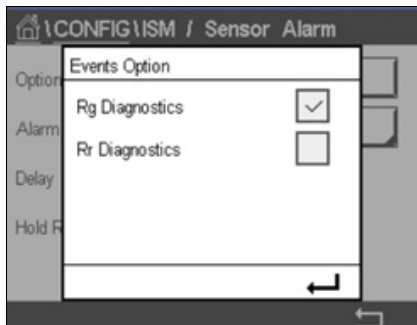 \CONFIG\ISM / Sensor Alarm
Events Option
Option
Rg Diagnostics
Alarm
Rr Diagnostics
Delay
Hold R